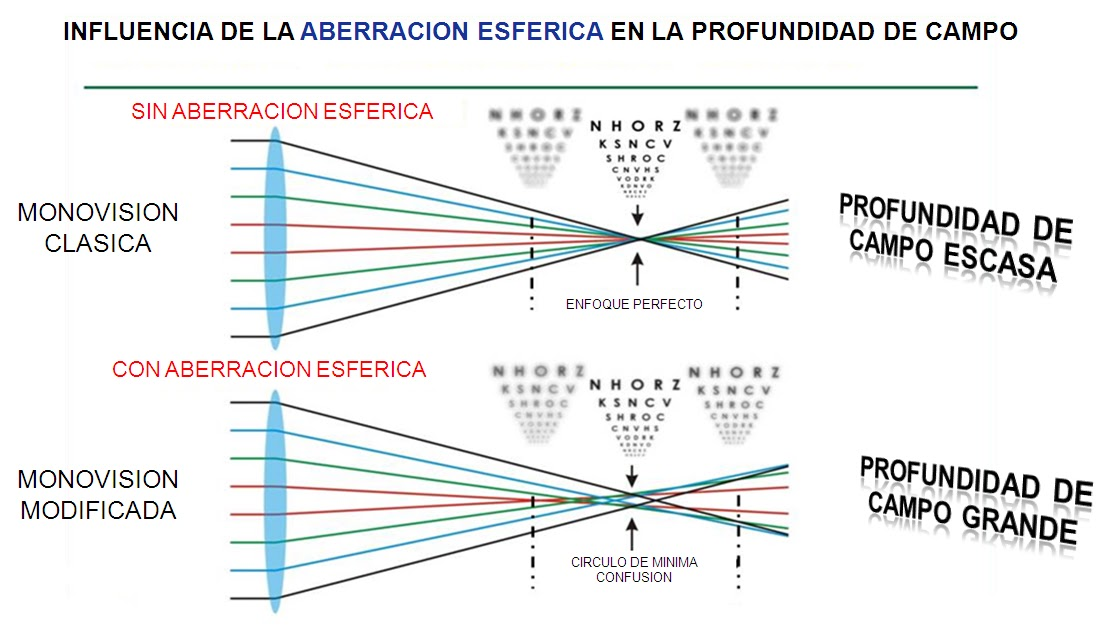 INFLUENCIA DE LA ABERRACION ESFERICA EN LA PROFUNDIDAD DE CAMPO
SIN ABERRACION ESFERICA
N H O R Z
K S N C V
S H R O C
N H O R Z
K S N C V
S H R O C
C N V H S
V O D R K
K D N V O
N H O R Z
K S N C V
S H R O C
MONOVISION
CLASICA
PROFUNDIDAD DE
CAMPO ESCASA
ENFOQUE PERFECTO
CON ABERRACION ESFERICA
N H O R Z
K S N C V
S H R O C
C N V H S
V O D R K
N H O R Z
K S N C V
S H R O C
C N V H S
V O D R K
K D N V O
N H O R Z
K S N C V
S H R O C
C N V H S
V O D R K
MONOVISION
MODIFICADA
PROFUNDIDAD DE
CAMPO GRANDE
CIRCULO DE MINIMA
CONFUSION